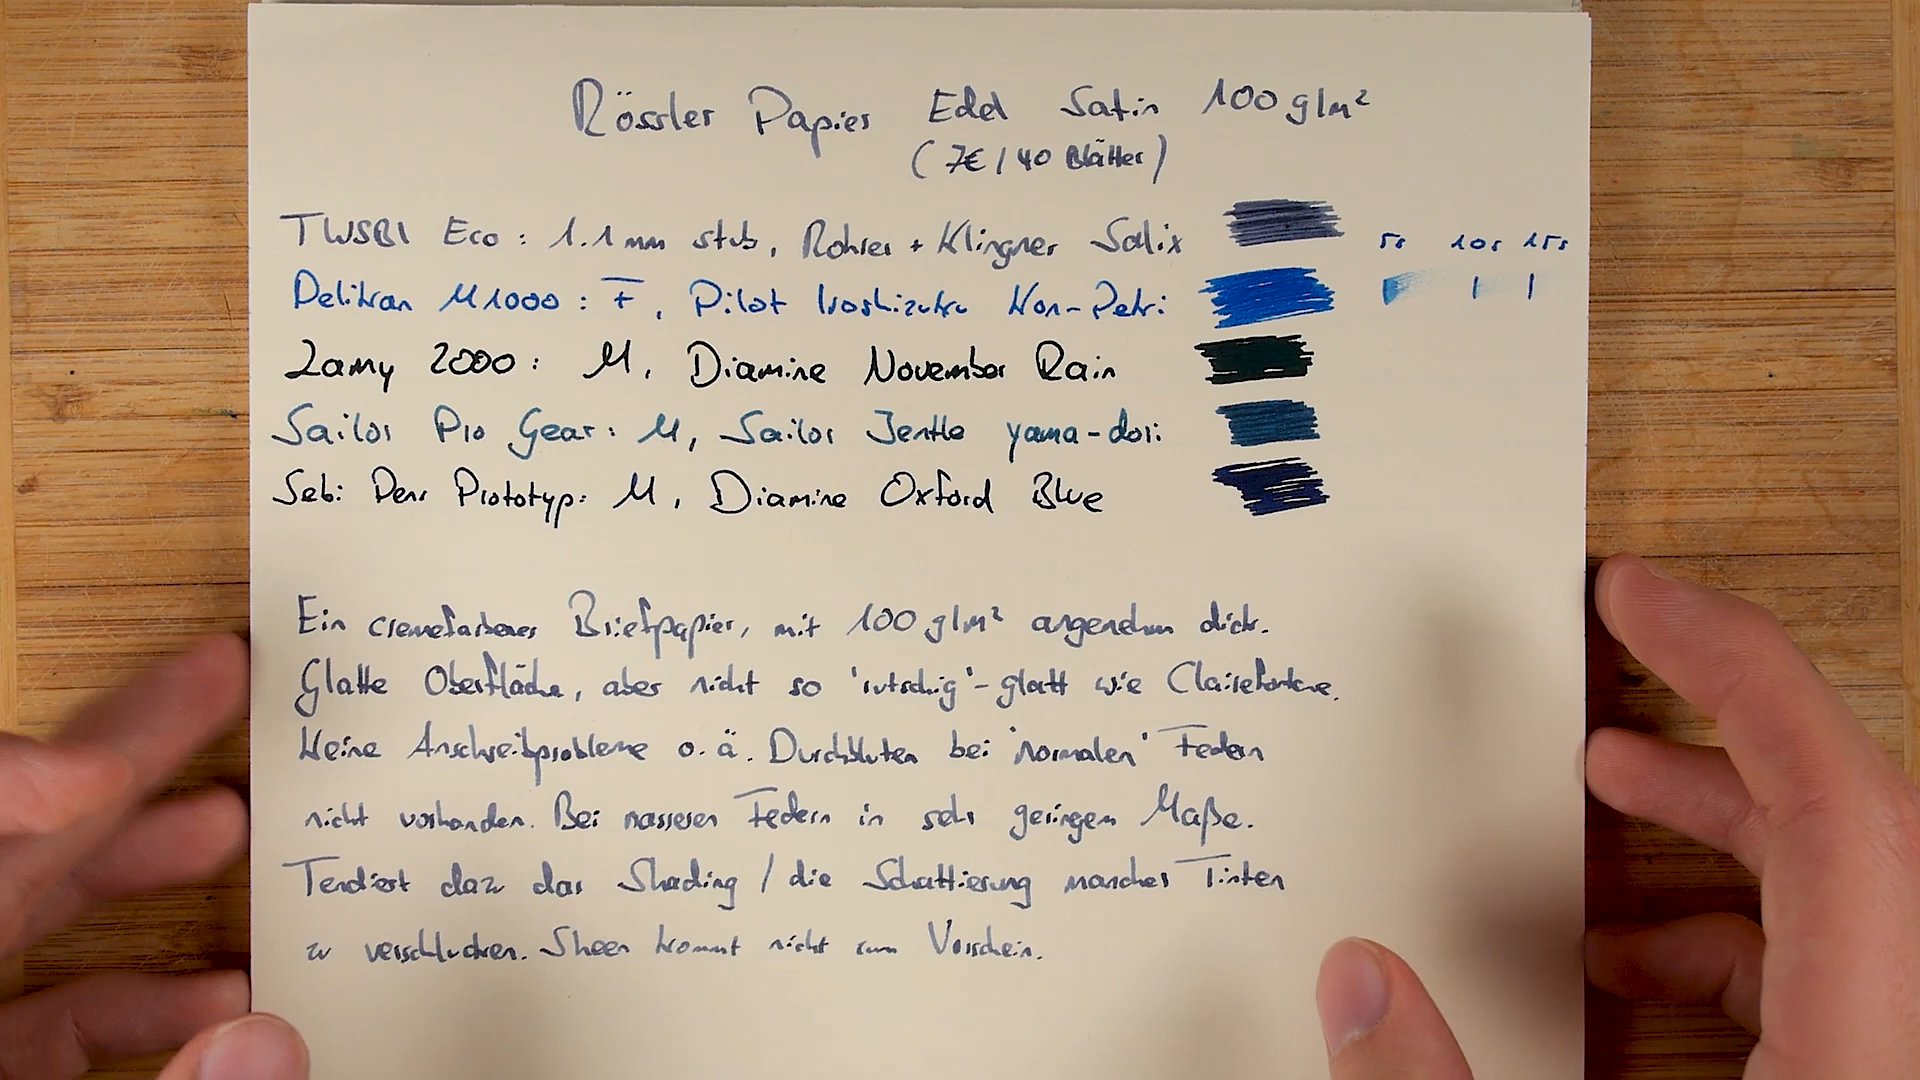 Rössler Papier Edel Satin 100 g/m²
(7€ / 40 Blätter)
TWSBI Eco: 1.1 mm stub, Rohrer + Klingner Salix
5s 10s 15s
Pelikan M1000: F, Pilot Iroshizuku Kon-Peki
Lamy 2000: M, Diamine November Rain
Sailor Pro Gear: M, Sailor Jentle yama-dori
Sebi Pens Prototyp: M, Diamine Oxford Blue
Ein cremefarbenes Briefpapier, mit 100 g/m² angenehm dick.
Glatte Oberfläche, aber nicht so 'rutschig'-glatt wie Clairefontaine.
Keine Anschreibprobleme o.ä. Durchbluten bei 'normalen' Federn
nicht vorhanden. Bei nasseren Federn in sehr geringem Maße.
Tendiert dazu das Shading / die Schattierung mancher Tinten
zu verschlucken. Sheen kommt nicht zum Vorschein.